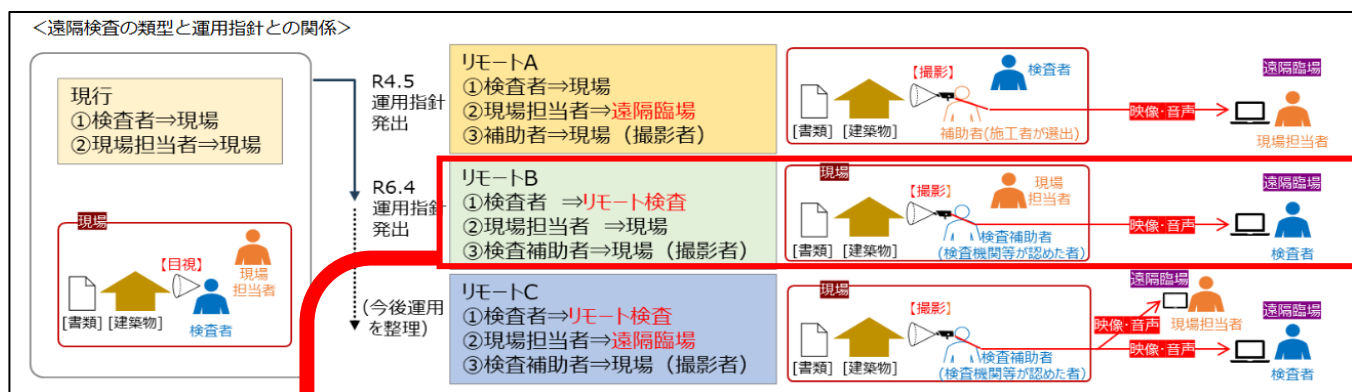 ＜遠隔検査の類型と運用指針との関係＞
現行
①検査者⇒現場
②現場担当者⇒現場
現場
【目視】
現場
担当者
[書類] [建築物]
検査者
R4.5
運用指針
発出
R6.4
運用指針
発出
(今後運用
を整理)
リモートA
①検査者⇒現場
②現場担当者⇒遠隔臨場
③補助者⇒現場（撮影者）
【撮影】
検査者
[書類] [建築物]
補助者(施工者が選出)
映像・音声
遠隔臨場
現場担当者
リモートB
①検査者 ⇒リモート検査
②現場担当者 ⇒現場
③検査補助者⇒現場（撮影者）
現場
【撮影】
現場
担当者
[書類] [建築物]
検査補助者
(検査機関等が認めた者)
映像・音声
遠隔臨場
検査者
リモートC
①検査者⇒リモート検査
②現場担当者⇒遠隔臨場
③検査補助者⇒現場（撮影者）
現場
【撮影】
[書類] [建築物]
検査補助者
(検査機関等が認めた者)
遠隔臨場
映像・音声
現場担当者
映像・音声
遠隔臨場
検査者